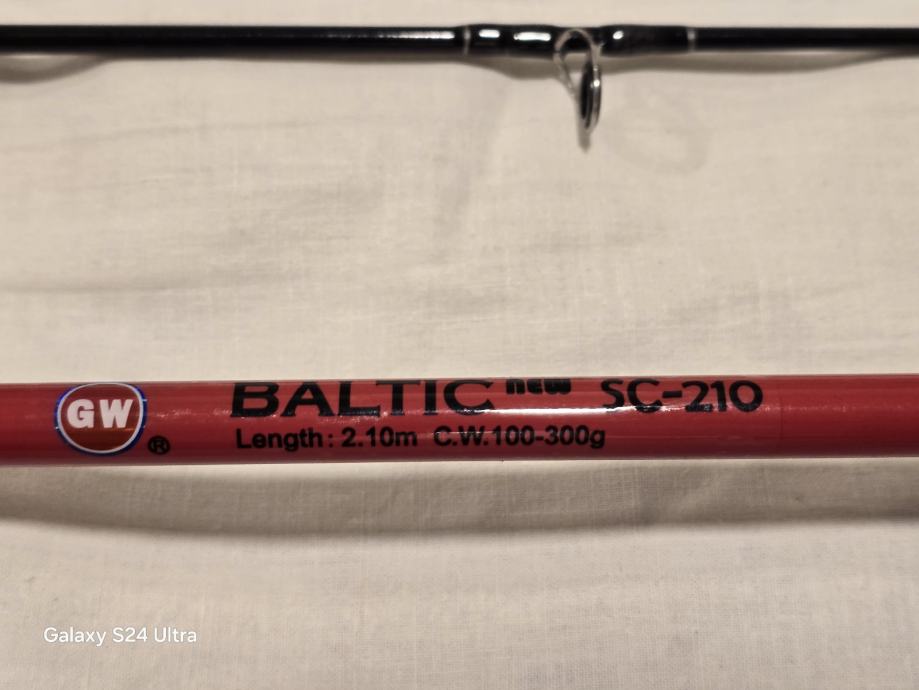 GW ® BALTIC new SC-210
Length: 2.10m C.W.100-300g
Galaxy S24 Ultra